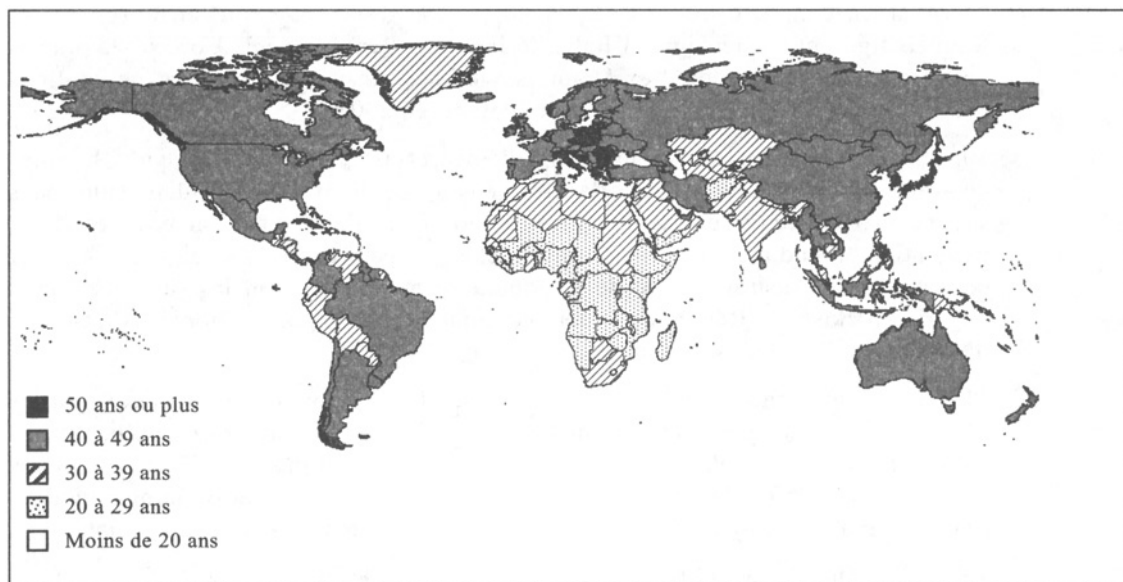 50 ans ou plus
40 à 49 ans
30 à 39 ans
20 à 29 ans
Moins de 20 ans